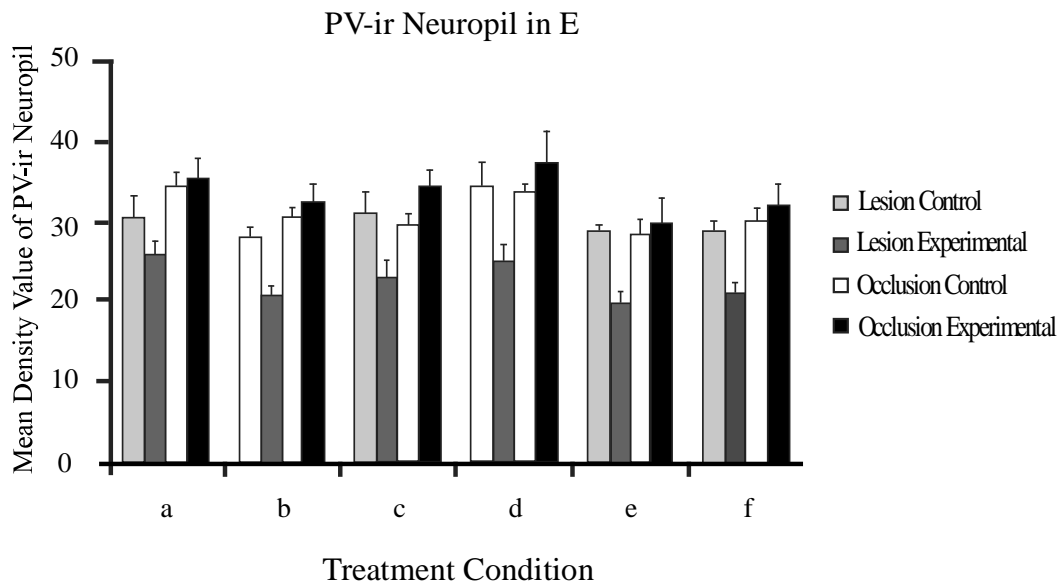 PV-ir Neuropil in E
Mean Density Value of PV-ir Neuropil
50
40
30
20
10
0
a b c d e f
Treatment Condition
Lesion Control
Lesion Experimental
Occlusion Control
Occlusion Experimental